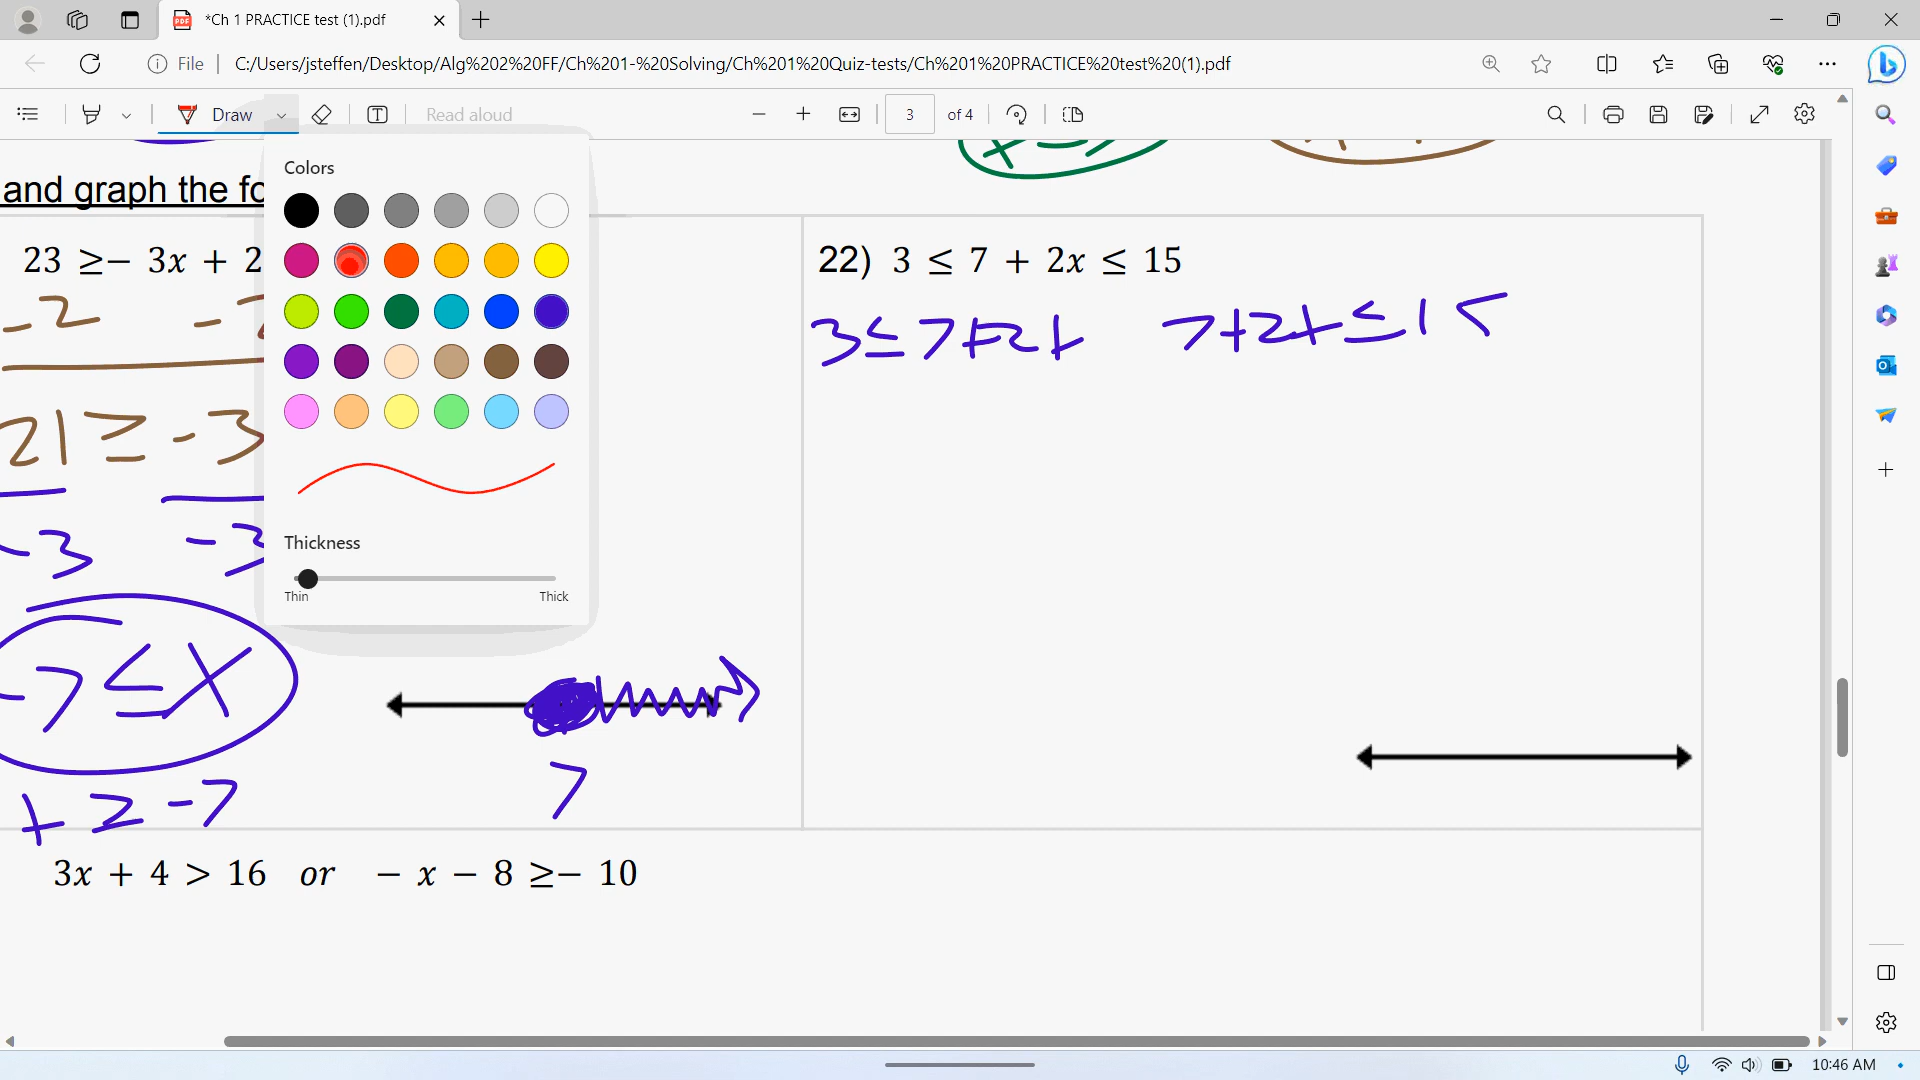 *Ch 1 PRACTICE test (1).pdf
File C:/Users/jsteffen/Desktop/Alg%202%20FF/Ch%201-%20Solving/Ch%201%20Quiz-tests/Ch%201%20PRACTICE%20test%20(1).pdf
Draw Read aloud 3 of 4
Colors
and graph the fo
23 ≥− 3x + 2
22) 3 ≤ 7 + 2x ≤ 15
-2
3≤7+2x 7+2x≤15
21≥-3
Thickness
-3 -3
Thin Thick
-7≤x
+2-7
7
3x + 4 > 16 or − x − 8 ≥− 10
10:46 AM